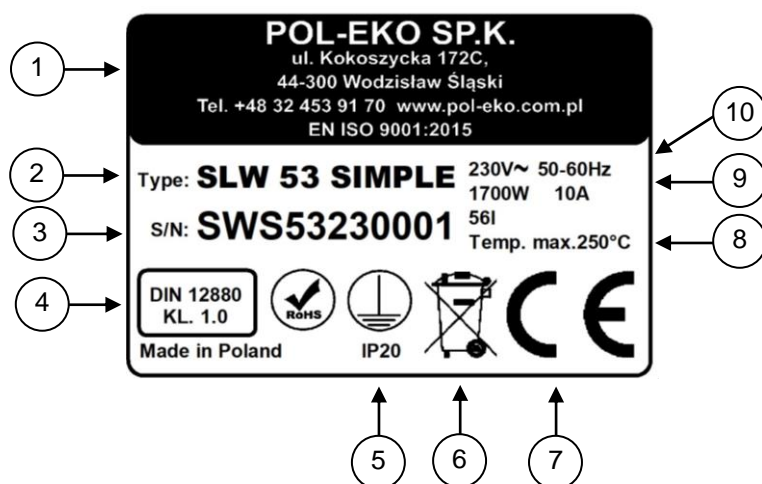 POL-EKO SP.K.
ul. Kokoszycka 172C,
44-300 Wodzisław Śląski
Tel. +48 32 453 91 70 www.pol-eko.com.pl
EN ISO 9001:2015
1
10
Type: SLW 53 SIMPLE
230V~ 50-60Hz
1700W 10A
2
9
S/N: SWS53230001
56l
Temp. max.250°C
3
8
DIN 12880
KL. 1.0
RoHS
4
Made in Poland
IP20
CE
5
6
7